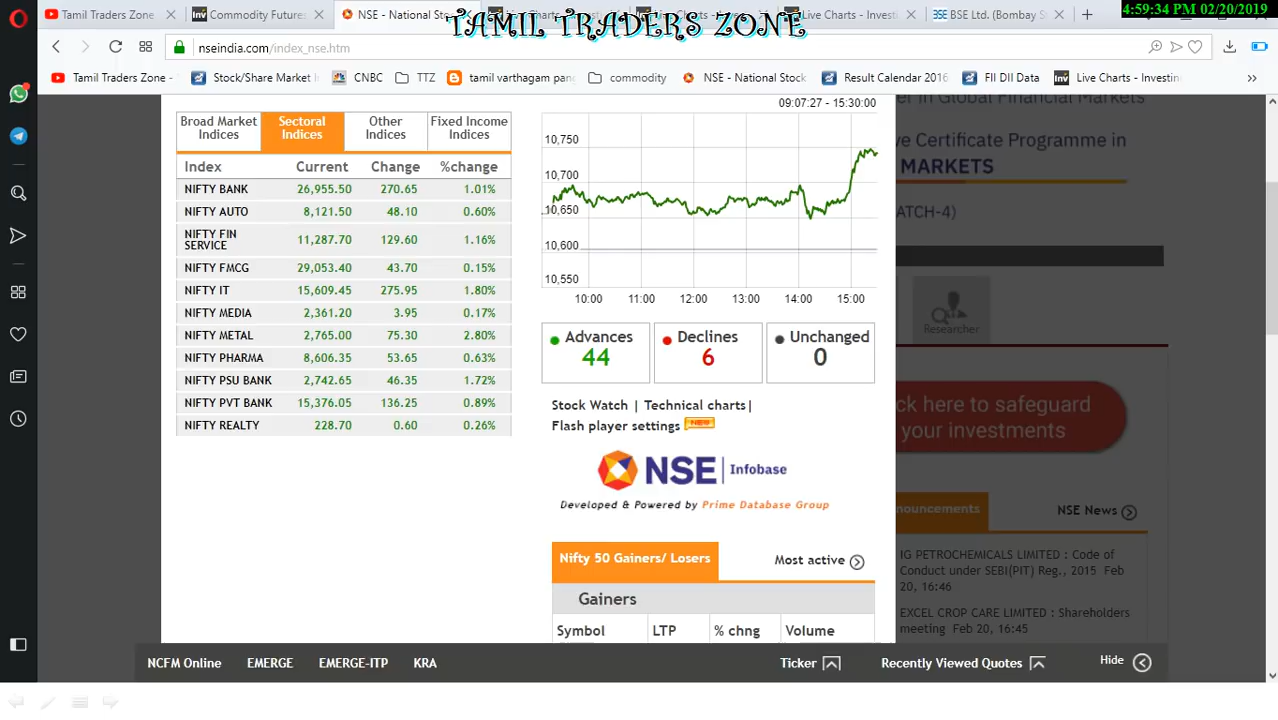 Tamil Traders Zone
Commodity Futures
NSE - National Stoc
Live Charts - Investi
BSE Ltd. (Bombay S
4:59:34 PM 02/20/2019
TAMIL TRADERS ZONE
nseindia.com/index_nse.htm
Tamil Traders Zone -
Stock/Share Market
CNBC
TTZ
tamil varthagam pan
commodity
NSE - National Stock
Result Calendar 2016
FII DII Data
Live Charts - Investin
09:07:27 - 15:30:00
er in Global Financial Markets
Broad Market
Indices
Sectoral
Indices
Other
Indices
Fixed Income
Indices
Index Current Change %change
NIFTY BANK 26,955.50 270.65 1.01%
NIFTY AUTO 8,121.50 48.10 0.60%
NIFTY FIN
SERVICE 11,287.70 129.60 1.16%
NIFTY FMCG 29,053.40 43.70 0.15%
NIFTY IT 15,609.45 275.95 1.80%
NIFTY MEDIA 2,361.20 3.95 0.17%
NIFTY METAL 2,765.00 75.30 2.80%
NIFTY PHARMA 8,606.35 53.65 0.63%
NIFTY PSU BANK 2,742.65 46.35 1.72%
NIFTY PVT BANK 15,376.05 136.25 0.89%
NIFTY REALTY 228.70 0.60 0.26%
10,750
10,700
10,650
10,600
10,550
10:00 11:00 12:00 13:00 14:00 15:00
Advances
44
Declines
6
Unchanged
0
Stock Watch | Technical charts|
Flash player settings NEW
NSE Infobase
Developed & Powered by Prime Database Group
Nifty 50 Gainers/ Losers
Most active
Gainers
Symbol LTP % chng Volume
ve Certificate Programme in
MARKETS
ATCH-4)
Researcher
ck here to safeguard
your investments
nouncements
NSE News
IG PETROCHEMICALS LIMITED : Code of
Conduct under SEBI(PIT) Reg., 2015 Feb
20, 16:46
EXCEL CROP CARE LIMITED : Shareholders
meeting Feb 20, 16:45
NCFM Online EMERGE EMERGE-ITP KRA Ticker Recently Viewed Quotes Hide